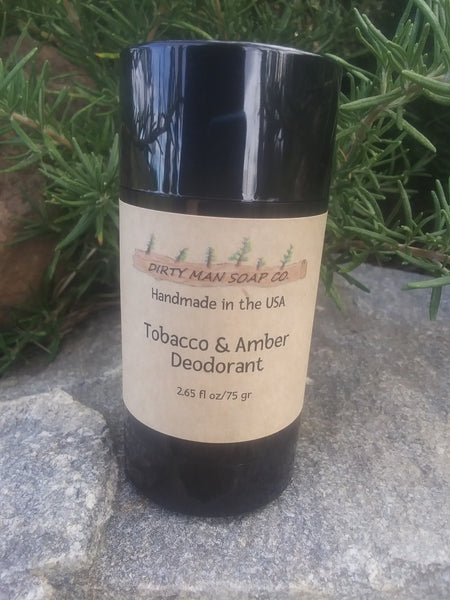 DIRTY MAN SOAP CO.
Handmade in the USA
Tobacco & Amber
Deodorant
2.65 fl oz/75 gr